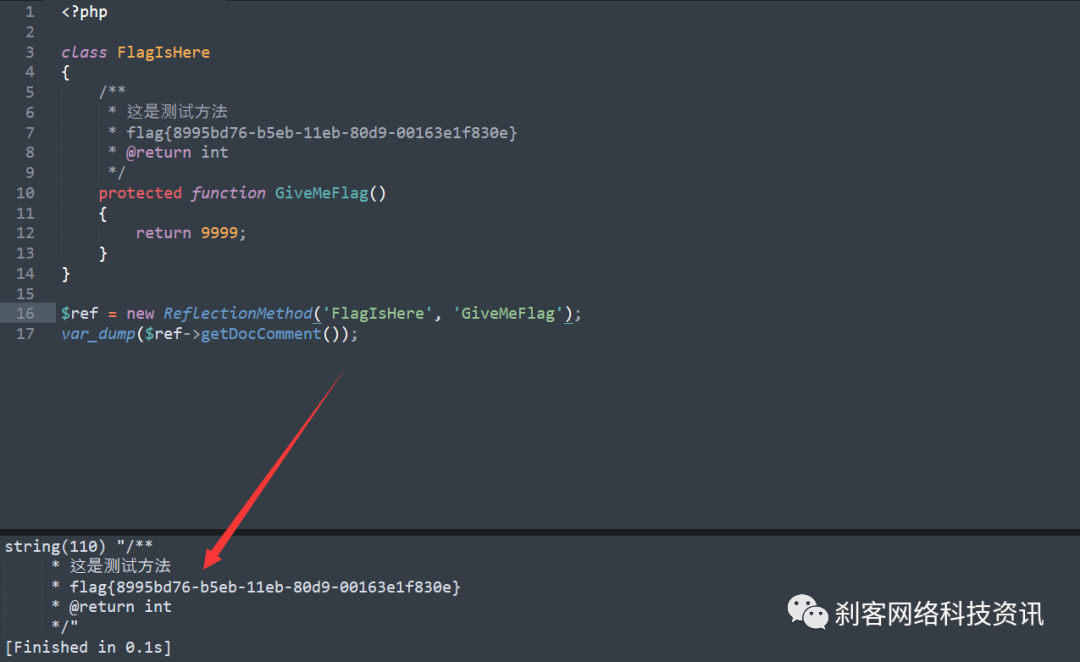 1 <?php
2
3 class FlagIsHere
4 {
5     /**
6      * 这是测试方法
7      * flag{8995bd76-b5eb-11eb-80d9-00163e1f830e}
8      * @return int
9      */
10     protected function GiveMeFlag()
11     {
12         return 9999;
13     }
14 }
15
16 $ref = new ReflectionMethod('FlagIsHere', 'GiveMeFlag');
17 var_dump($ref->getDocComment());
string(110) "/**
     * 这是测试方法
     * flag{8995bd76-b5eb-11eb-80d9-00163e1f830e}
     * @return int
     */"
[Finished in 0.1s]
刹客网络科技资讯